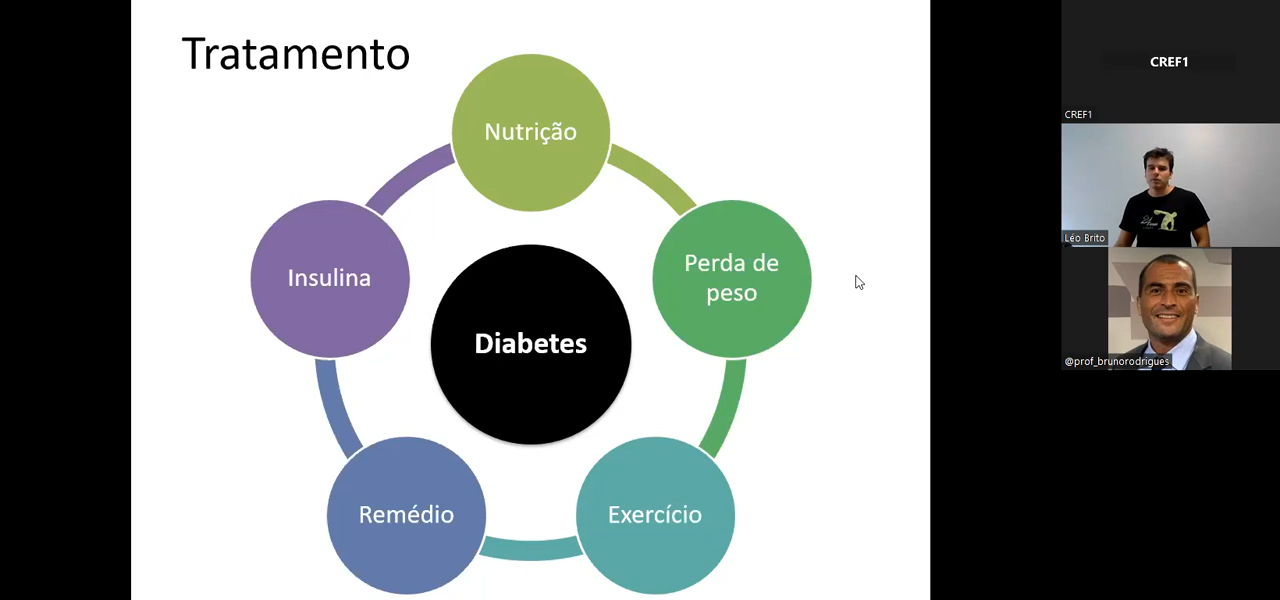 Tratamento
Nutrição
Perda de
peso
Exercício
Remédio
Insulina
Diabetes
CREF1
CREF1
Léo Brito
@prof_brunorodrigues